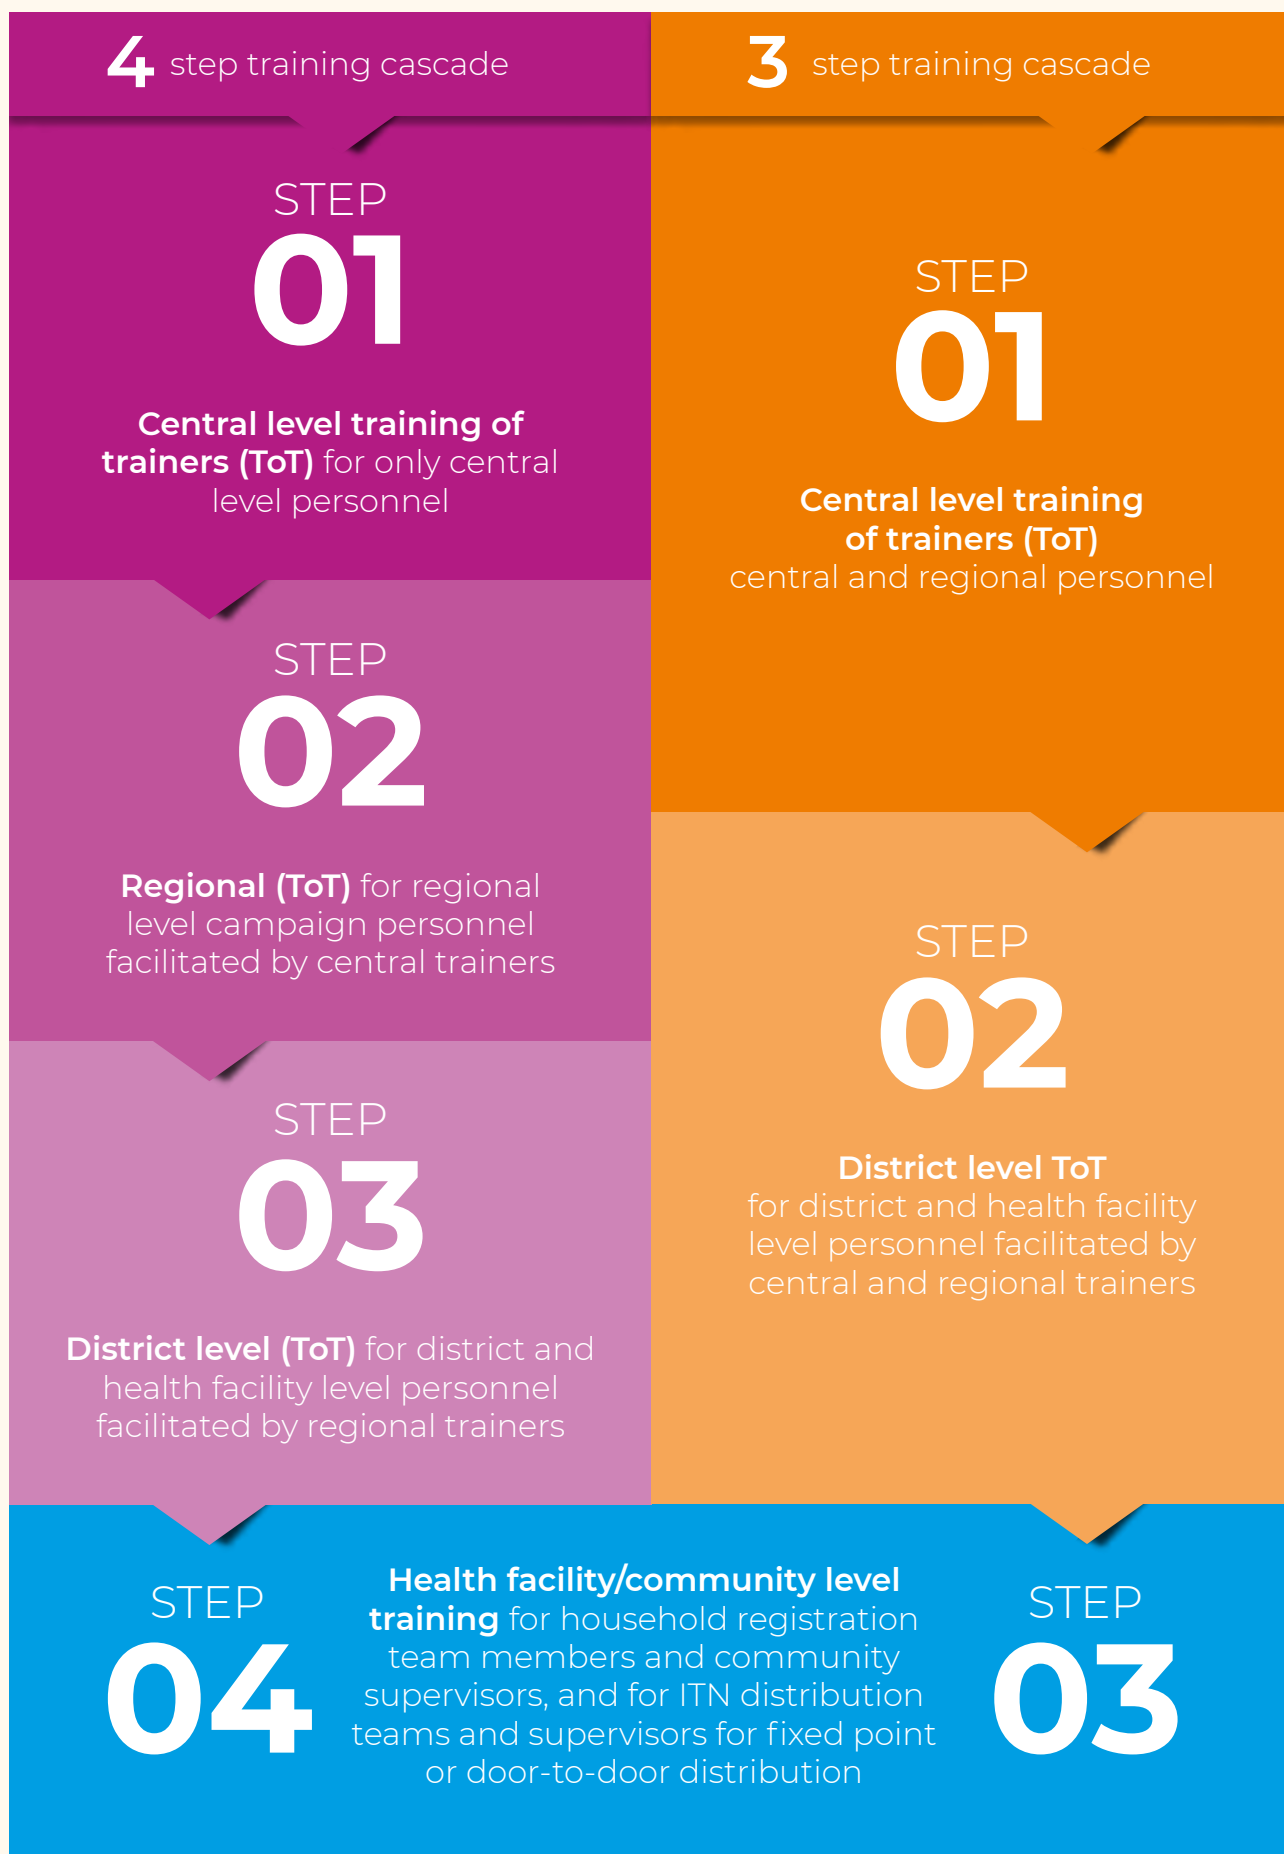 4 step training cascade
STEP
01
Central level training of
trainers (ToT) for only central
level personnel
STEP
02
Regional (ToT) for regional
level campaign personnel
facilitated by central trainers
STEP
03
District level (ToT) for district and
health facility level personnel
facilitated by regional trainers
3 step training cascade
STEP
01
Central level training
of trainers (ToT)
central and regional personnel
STEP
02
District level ToT
for district and health facility
level personnel facilitated by
central and regional trainers
STEP
04
Health facility/community level
training for household registration
team members and community
supervisors, and for ITN distribution
teams and supervisors for fixed point
or door-to-door distribution
STEP
03